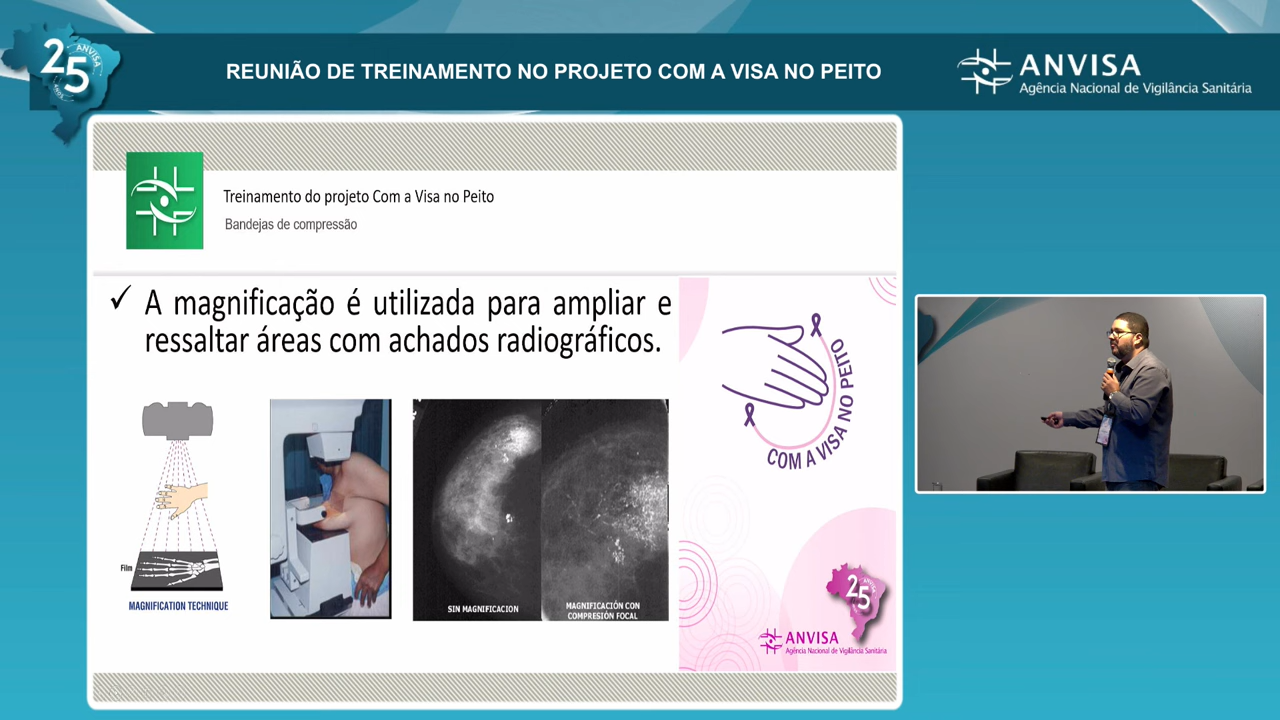 25
ANVISA
REUNIÃO DE TREINAMENTO NO PROJETO COM A VISA NO PEITO
ANVISA
Agência Nacional de Vigilância Sanitária
Treinamento do projeto Com a Visa no Peito
Bandejas de compressão
✓ A magnificação é utilizada para ampliar e
ressaltar áreas com achados radiográficos.
Film
MAGNIFICATION TECHNIQUE
SIN MAGNIFICACION
MAGNIFICACIÓN CON
COMPRESIÓN FOCAL
COM A VISA NO PEITO
25
ANVISA
Agência Nacional de Vigilância Sanitária